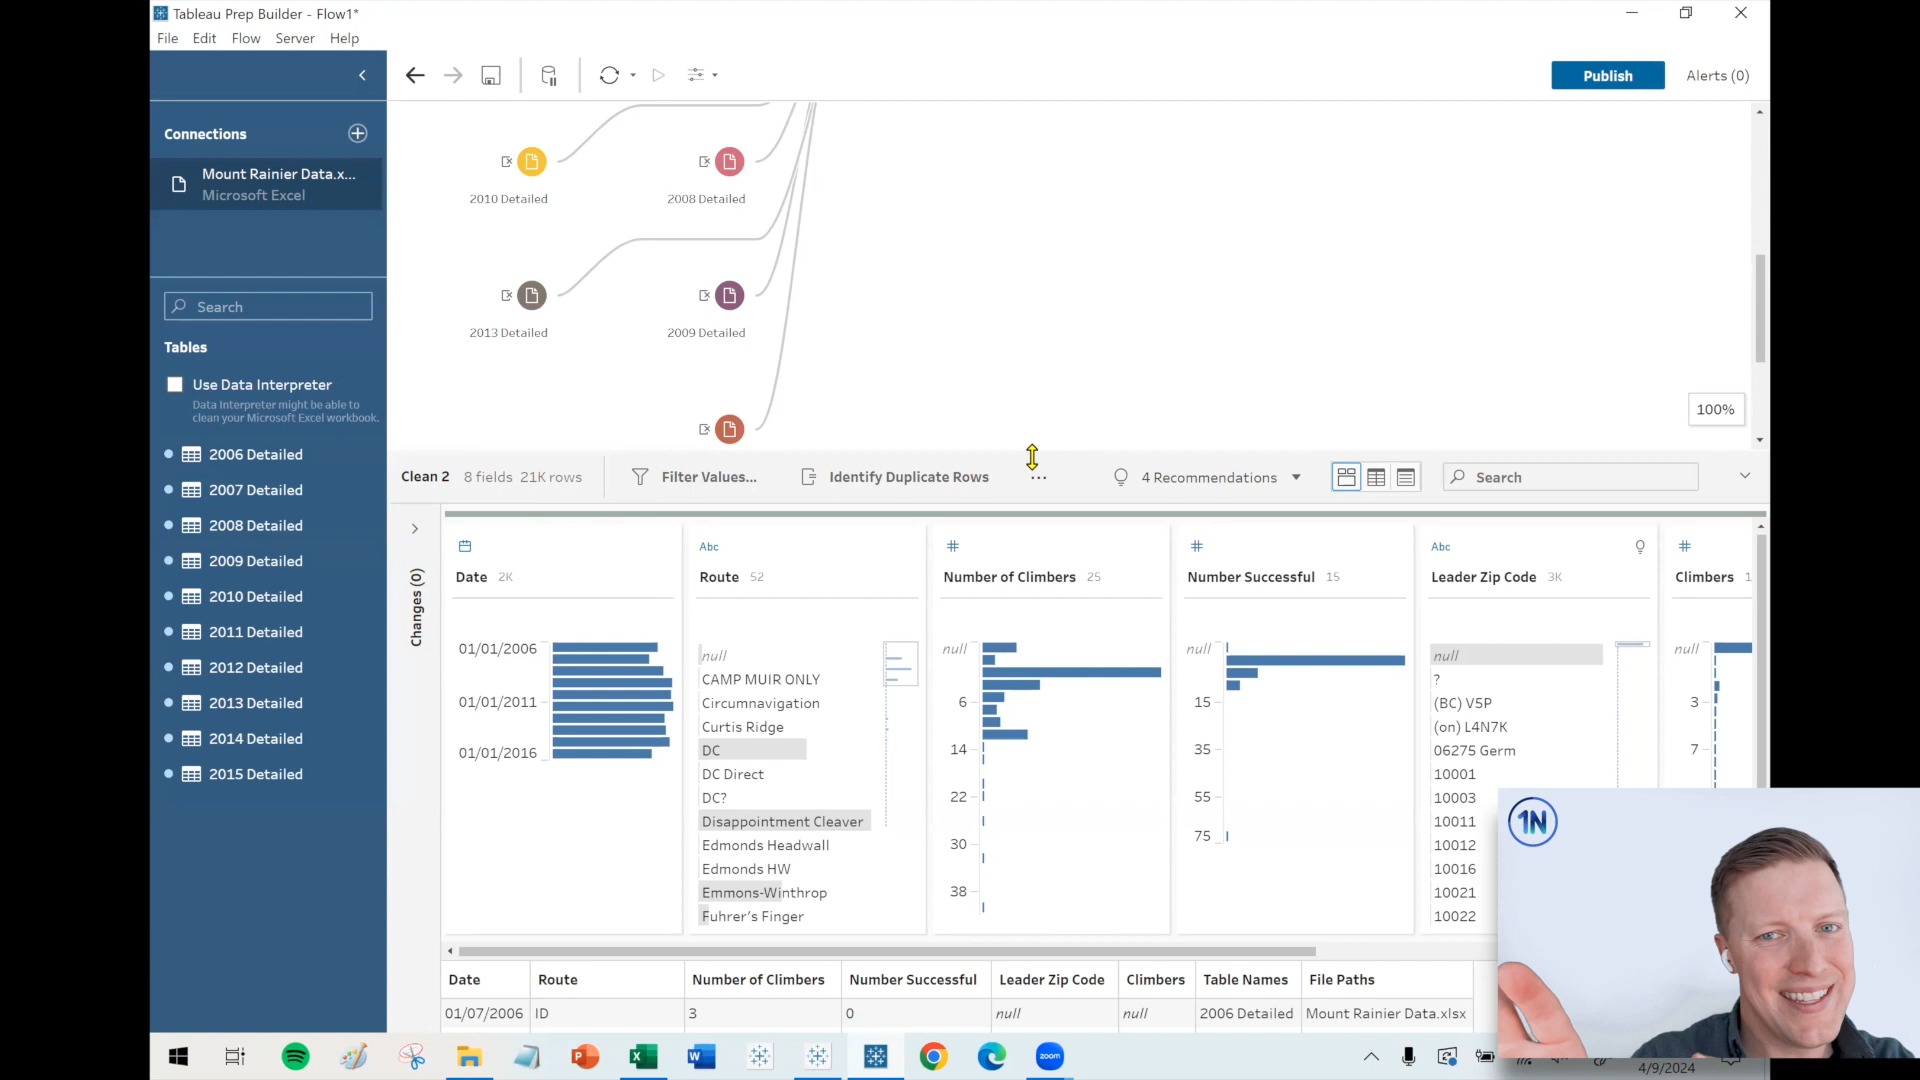 Tableau Prep Builder - Flow1*
File Edit Flow Server Help
Publish Alerts (0)
Connections
Mount Rainier Data.x...
Microsoft Excel
Search
Tables
Use Data Interpreter
Data Interpreter might be able to
clean your Microsoft Excel workbook.
2006 Detailed
2007 Detailed
2008 Detailed
2009 Detailed
2010 Detailed
2011 Detailed
2012 Detailed
2013 Detailed
2014 Detailed
2015 Detailed
2010 Detailed
2008 Detailed
2013 Detailed
2009 Detailed
100%
Clean 2 8 fields 21K rows Filter Values... Identify Duplicate Rows ... 4 Recommendations Search
Changes (0)
Date 2K
01/01/2006
01/01/2011
01/01/2016
Abc
Route 52
null
CAMP MUIR ONLY
Circumnavigation
Curtis Ridge
DC
DC Direct
DC?
Disappointment Cleaver
Edmonds Headwall
Edmonds HW
Emmons-Winthrop
Fuhrer's Finger
#
Number of Climbers 25
null
6
14
22
30
38
#
Number Successful 15
null
15
35
55
75
Abc
Leader Zip Code 3K
null
?
(BC) V5P
(on) L4N7K
06275 Germ
10001
10003
10011
10012
10016
10021
10022
#
Climbers 1
null
3
7
1N
Date Route Number of Climbers Number Successful Leader Zip Code Climbers Table Names File Paths
01/07/2006 ID 3 0 null null 2006 Detailed Mount Rainier Data.xlsx
zoom
4/9/2024